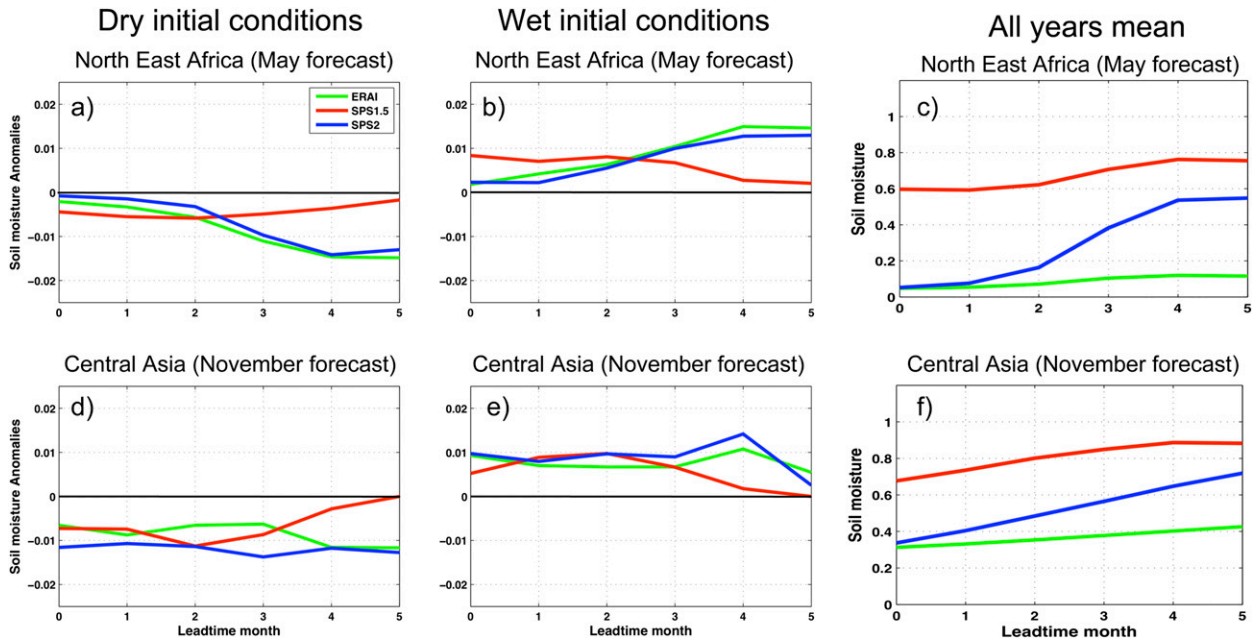 Dry initial conditions
Wet initial conditions
All years mean
North East Africa (May forecast)
North East Africa (May forecast)
North East Africa (May forecast)
a)
ERAI
SPS1.5
SPS2
Soil moisture Anomalies
0.02
0.01
0
−0.01
−0.02
0 1 2 3 4 5
b)
0.02
0.01
0
−0.01
−0.02
0 1 2 3 4 5
c)
Soil moisture
1
0.8
0.6
0.4
0.2
0
0 1 2 3 4 5
Central Asia (November forecast)
Central Asia (November forecast)
Central Asia (November forecast)
d)
Soil moisture Anomalies
0.02
0.01
0
−0.01
−0.02
0 1 2 3 4 5
Leadtime month
e)
0.02
0.01
0
−0.01
−0.02
0 1 2 3 4 5
Leadtime month
f)
Soil moisture
1
0.8
0.6
0.4
0.2
0
0 1 2 3 4 5
Leadtime month